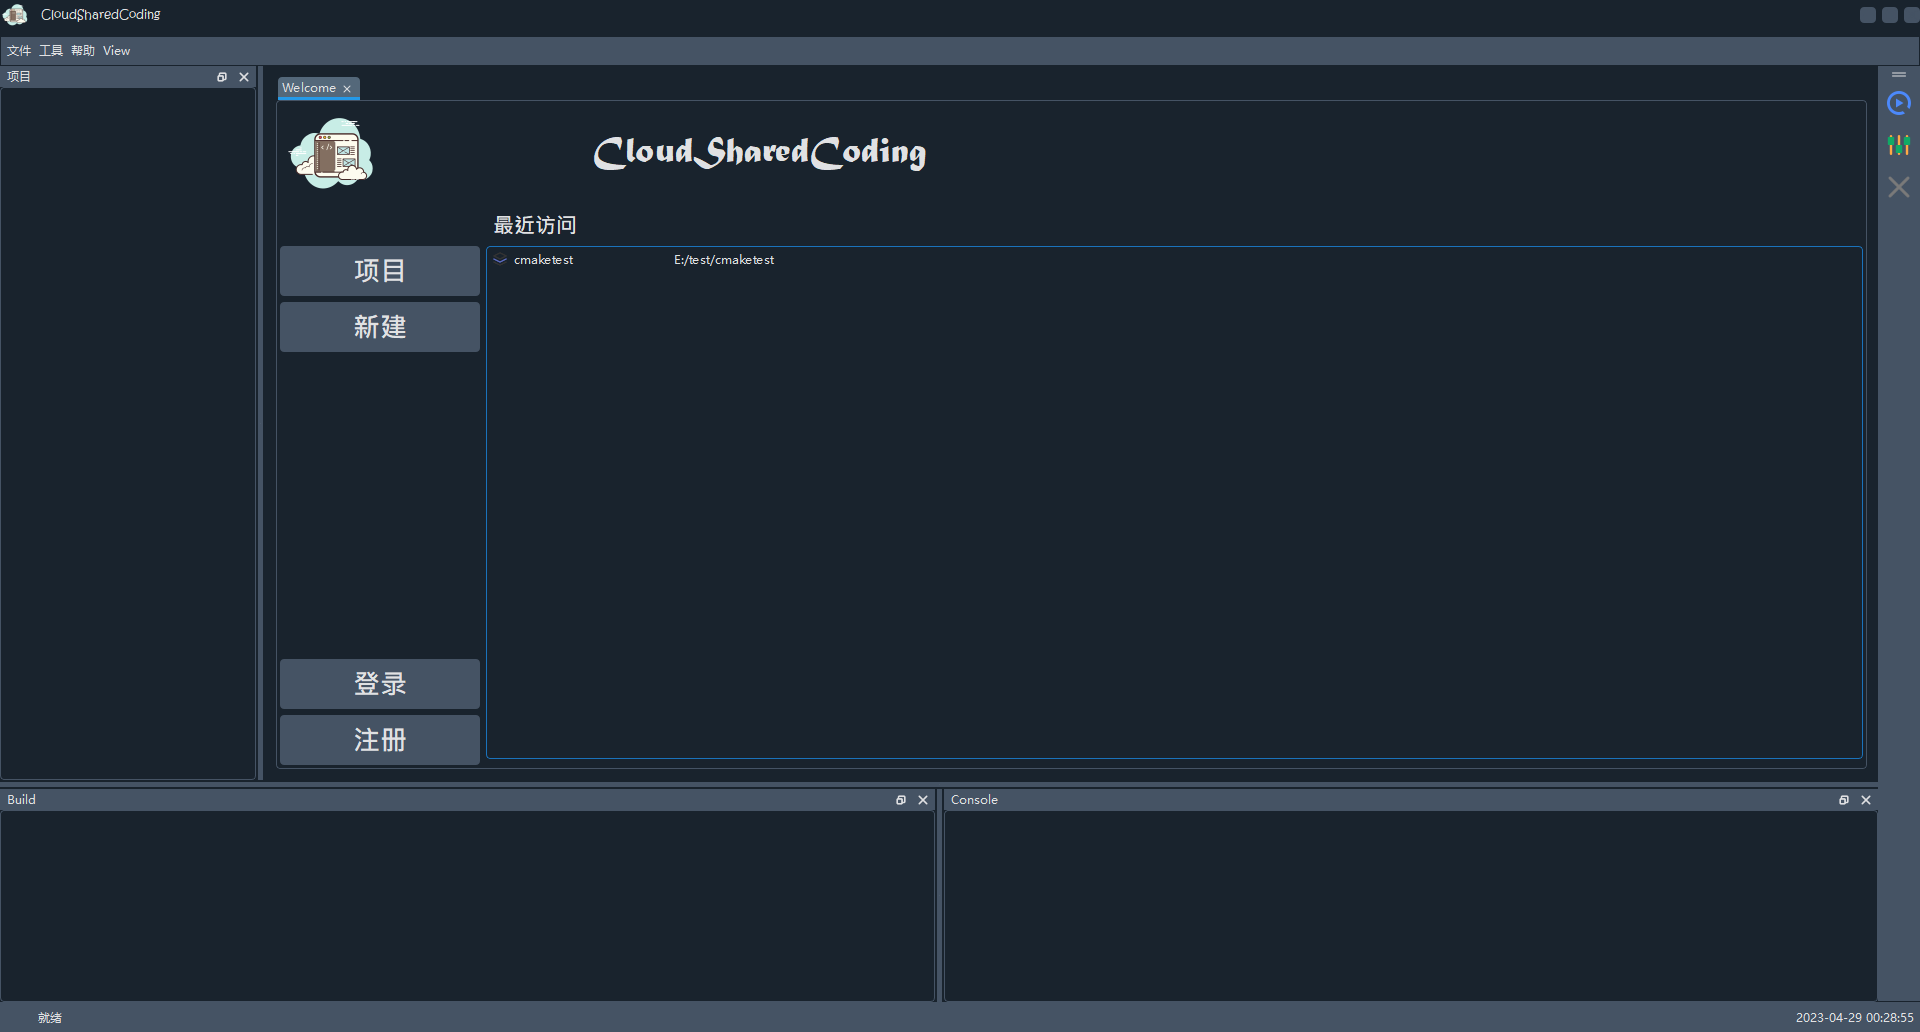 CloudSharedCoding
文件 工具 帮助 View
项目
Welcome
CloudSharedCoding
最近访问
项目
cmaketest E:/test/cmaketest
新建
登录
注册
Build
Console
就绪 2023-04-29 00:28:55